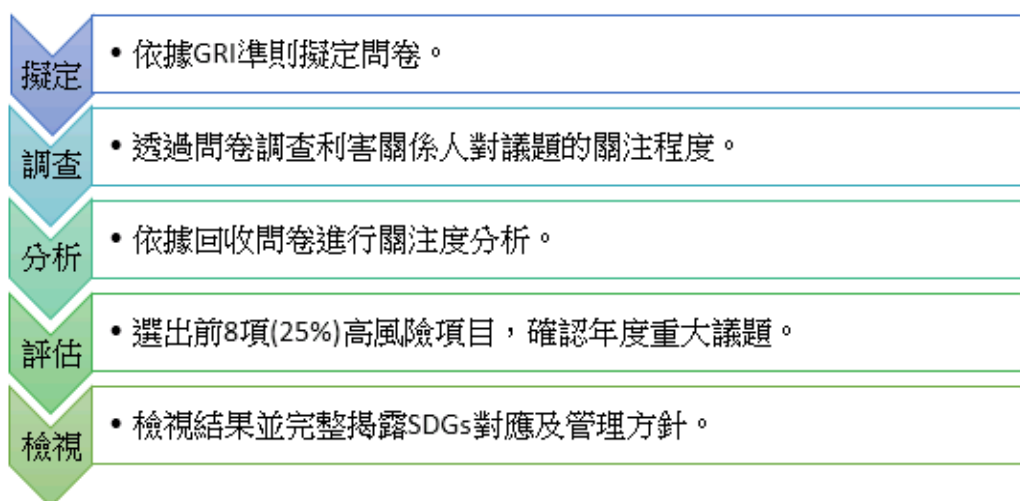 擬定
• 依據GRI準則擬定問卷。
調查
• 透過問卷調查利害關係人對議題的關注程度。
分析
• 依據回收問卷進行關注度分析。
評估
• 選出前8項(25%)高風險項目，確認年度重大議題。
檢視
• 檢視結果並完整揭露SDGs對應及管理方針。